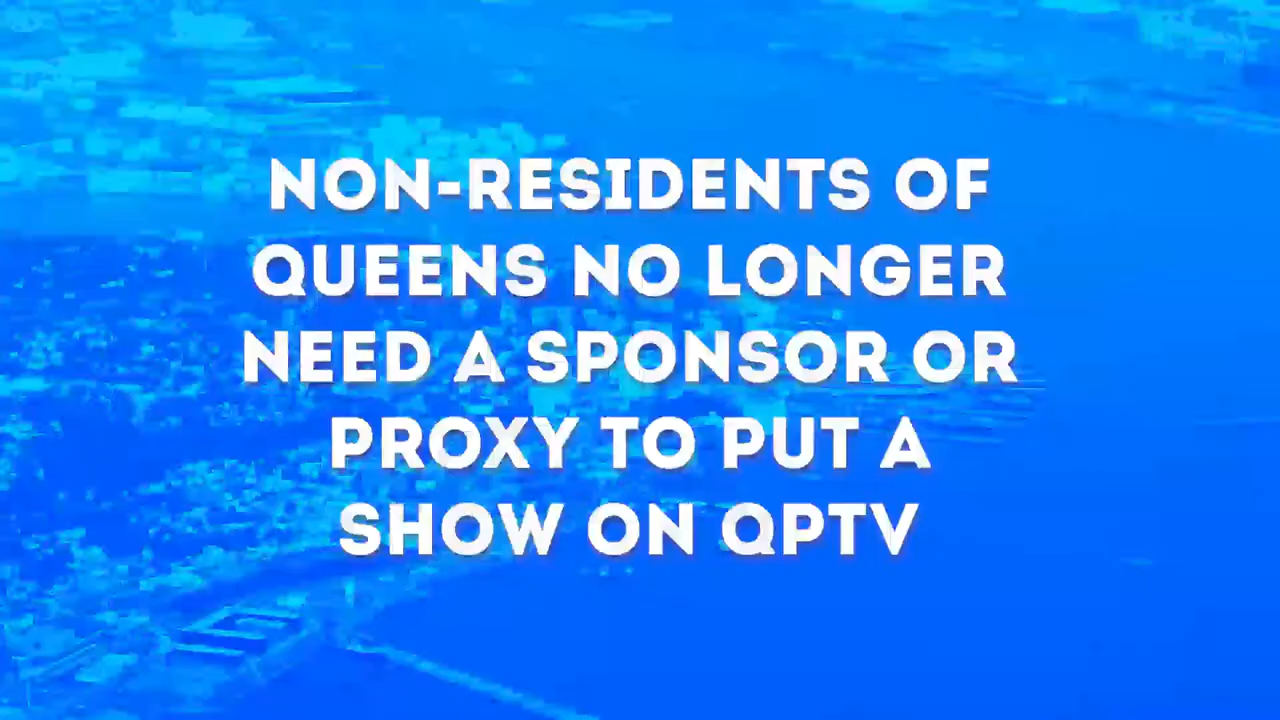 NON-RESIDENTS OF
QUEENS NO LONGER
NEED A SPONSOR OR
PROXY TO PUT A
SHOW ON QPTV